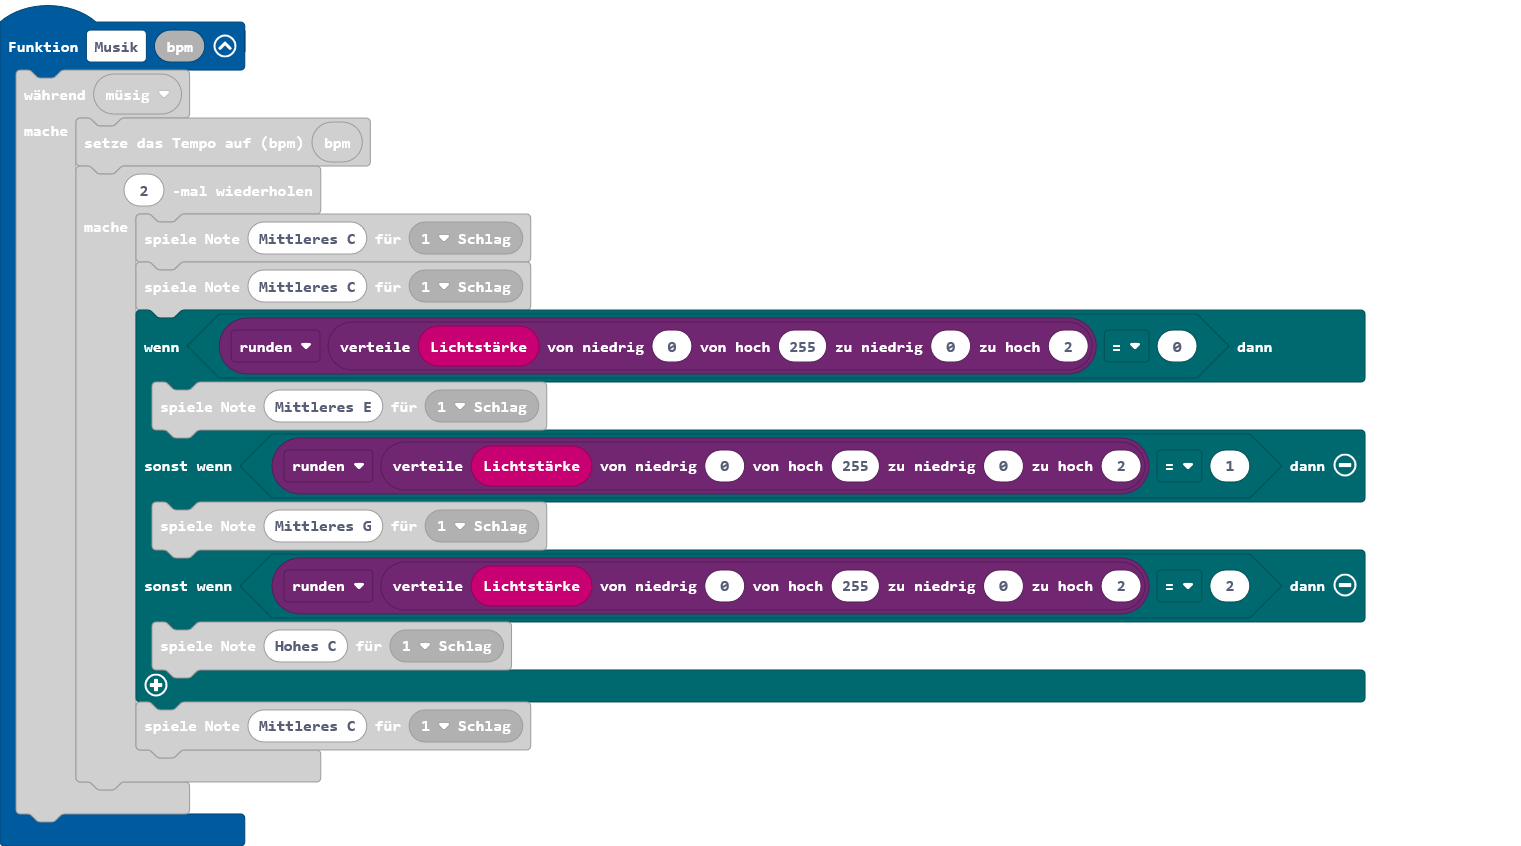 Funktion Musik bpm
während müsig
mache
setze das Tempo auf (bpm) bpm
2 -mal wiederholen
mache
spiele Note Mittleres C für 1 Schlag
spiele Note Mittleres C für 1 Schlag
wenn runden verteile Lichtstärke von niedrig 0 von hoch 255 zu niedrig 0 zu hoch 2 = 0 dann
spiele Note Mittleres E für 1 Schlag
sonst wenn runden verteile Lichtstärke von niedrig 0 von hoch 255 zu niedrig 0 zu hoch 2 = 1 dann
spiele Note Mittleres G für 1 Schlag
sonst wenn runden verteile Lichtstärke von niedrig 0 von hoch 255 zu niedrig 0 zu hoch 2 = 2 dann
spiele Note Hohes C für 1 Schlag
spiele Note Mittleres C für 1 Schlag